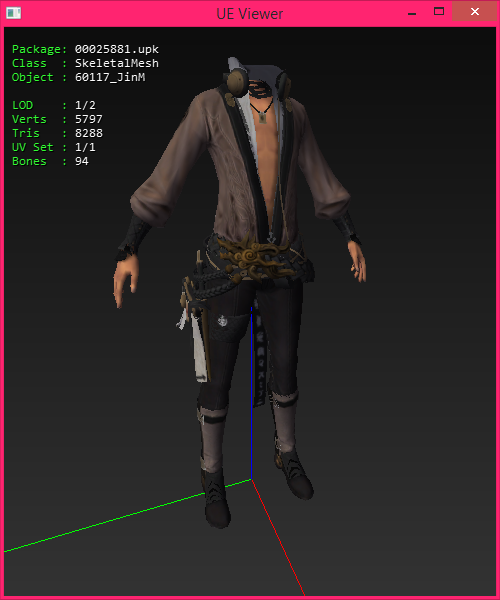 UE Viewer
Package: 00025881.upk
Class  : SkeletalMesh
Object : 60117_JinM
LOD    : 1/2
Verts  : 5797
Tris   : 8288
UV Set : 1/1
Bones  : 94